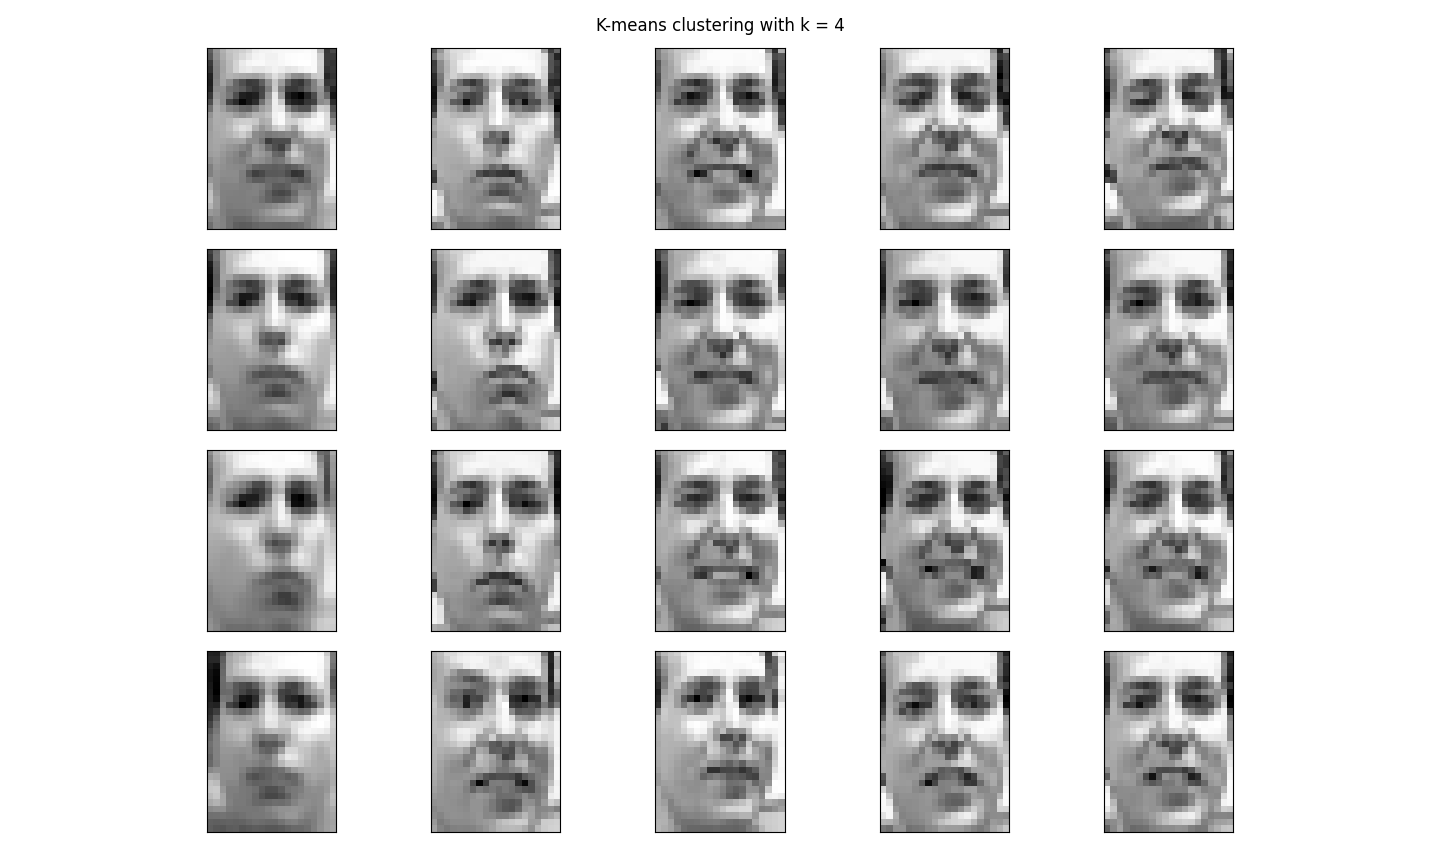 K-means clustering with k = 4